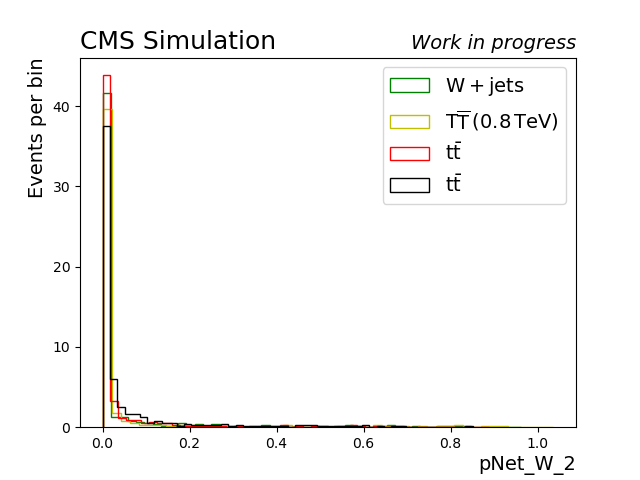 CMS Simulation
Work in progress
Events per bin
40
30
20
10
0
W + jets
TT̅ (0.8 TeV)
tt̄
tt̄
0.0 0.2 0.4 0.6 0.8 1.0
pNet_W_2